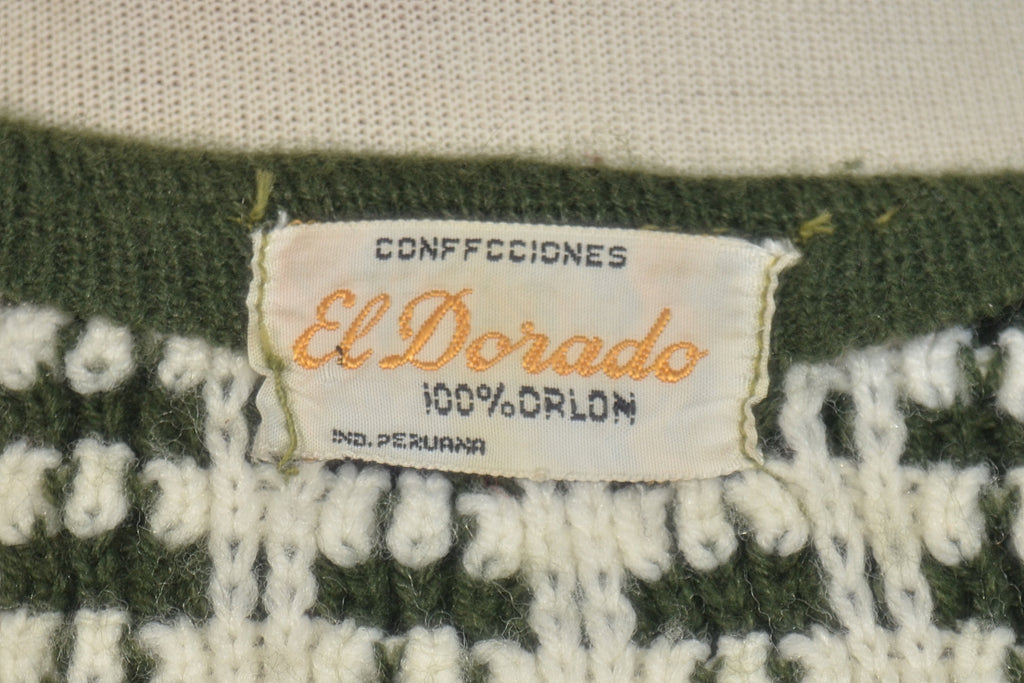 CONFFCCIONES
El Dorado
100% ORLON
IND. PERUANA